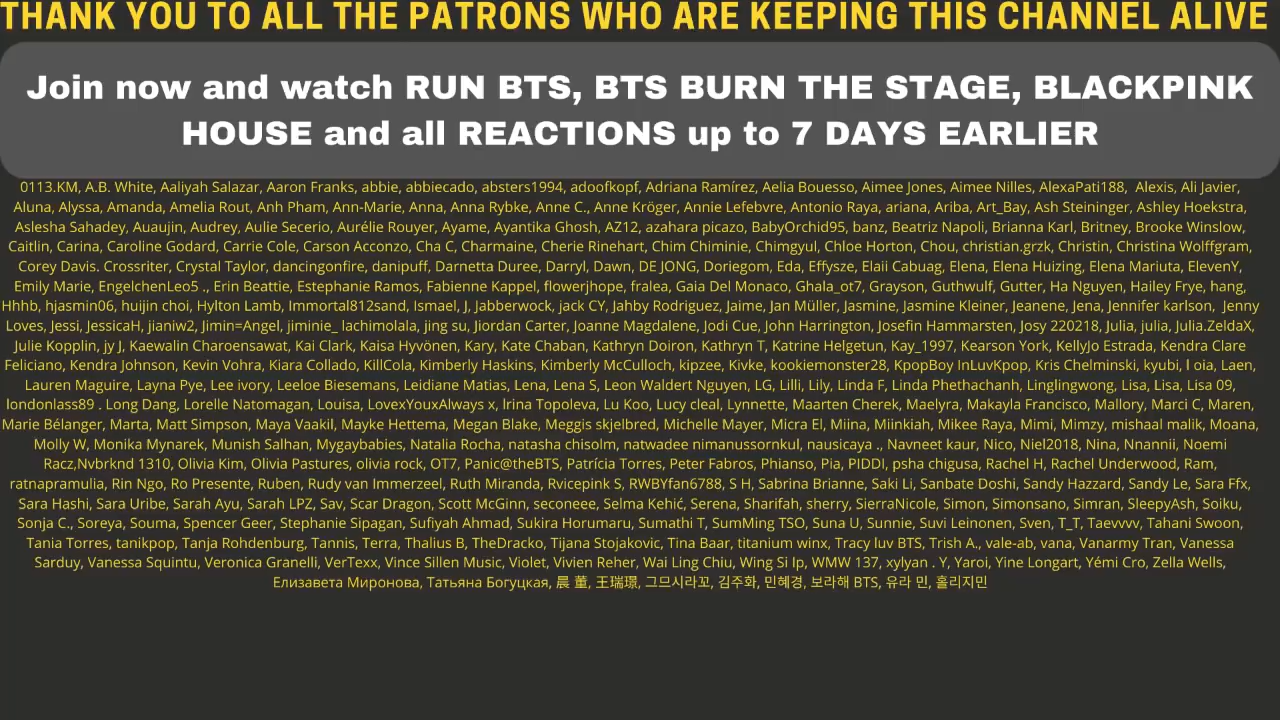 THANK YOU TO ALL THE PATRONS WHO ARE KEEPING THIS CHANNEL ALIVE
Join now and watch RUN BTS, BTS BURN THE STAGE, BLACKPINK
HOUSE and all REACTIONS up to 7 DAYS EARLIER
0113.KM, A.B. White, Aaliyah Salazar, Aaron Franks, abbie, abbiecado, absters1994, adoofkopf, Adriana Ramírez, Aelia Bouesso, Aimee Jones, Aimee Nilles, AlexaPati188, Alexis, Ali Javier,
Aluna, Alyssa, Amanda, Amelia Rout, Anh Pham, Ann-Marie, Anna, Anna Rybke, Anne C., Anne Kröger, Annie Lefebvre, Antonio Raya, ariana, Ariba, Art_Bay, Ash Steininger, Ashley Hoekstra,
Aslesha Sahadey, Auaujin, Audrey, Aulie Secerio, Aurélie Rouyer, Ayame, Ayantika Ghosh, AZ12, azahara picazo, BabyOrchid95, banz, Beatriz Napoli, Brianna Karl, Britney, Brooke Winslow,
Caitlin, Carina, Caroline Godard, Carrie Cole, Carson Acconzo, Cha C, Charmaine, Cherie Rinehart, Chim Chiminie, Chimgyul, Chloe Horton, Chou, christian.grzk, Christin, Christina Wolffgram,
Corey Davis. Crossriter, Crystal Taylor, dancingonfire, danipuff, Darnetta Duree, Darryl, Dawn, DE JONG, Doriegom, Eda, Effysze, Elaii Cabuag, Elena, Elena Huizing, Elena Mariuta, ElevenY,
Emily Marie, EngelchenLeo5 ., Erin Beattie, Estephanie Ramos, Fabienne Kappel, flowerjhope, fralea, Gaia Del Monaco, Ghala_ot7, Grayson, Guthwulf, Gutter, Ha Nguyen, Hailey Frye, hang,
Hhhb, hjasmin06, huijin choi, Hylton Lamb, Immortal812sand, Ismael, J, Jabberwock, jack CY, Jahby Rodriguez, Jaime, Jan Müller, Jasmine, Jasmine Kleiner, Jeanene, Jena, Jennifer karlson, Jenny
Loves, Jessi, JessicaH, jianiw2, Jimin=Angel, jiminie_ lachimolala, jing su, Jiordan Carter, Joanne Magdalene, Jodi Cue, John Harrington, Josefin Hammarsten, Josy 220218, Julia, julia, Julia.ZeldaX,
Julie Kopplin, jy J, Kaewalin Charoensawat, Kai Clark, Kaisa Hyvönen, Kary, Kate Chaban, Kathryn Doiron, Kathryn T, Katrine Helgetun, Kay_1997, Kearson York, KellyJo Estrada, Kendra Clare
Feliciano, Kendra Johnson, Kevin Vohra, Kiara Collado, KillCola, Kimberly Haskins, Kimberly McCulloch, kipzee, Kivke, kookiemonster28, KpopBoy InLuvKpop, Kris Chelminski, kyubi, l oia, Laen,
Lauren Maguire, Layna Pye, Lee ivory, Leeloe Biesemans, Leidiane Matias, Lena, Lena S, Leon Waldert Nguyen, LG, Lilli, Lily, Linda F, Linda Phethachanh, Linglingwong, Lisa, Lisa, Lisa 09,
londonlass89 . Long Dang, Lorelle Natomagan, Louisa, LovexYouxAlways x, lrina Topoleva, Lu Koo, Lucy cleal, Lynnette, Maarten Cherek, Maelyra, Makayla Francisco, Mallory, Marci C, Maren,
Marie Bélanger, Marta, Matt Simpson, Maya Vaakil, Mayke Hettema, Megan Blake, Meggis skjelbred, Michelle Mayer, Micra El, Miina, Miinkiah, Mikee Raya, Mimi, Mimzy, mishaal malik, Moana,
Molly W, Monika Mynarek, Munish Salhan, Mygaybabies, Natalia Rocha, natasha chisolm, natwadee nimanussornkul, nausicaya ., Navneet kaur, Nico, Niel2018, Nina, Nnannii, Noemi
Racz,Nvbrknd 1310, Olivia Kim, Olivia Pastures, olivia rock, OT7, Panic@theBTS, Patrícia Torres, Peter Fabros, Phianso, Pia, PIDDI, psha chigusa, Rachel H, Rachel Underwood, Ram,
ratnapramulia, Rin Ngo, Ro Presente, Ruben, Rudy van Immerzeel, Ruth Miranda, Rvicepink S, RWBYfan6788, S H, Sabrina Brianne, Saki Li, Sanbate Doshi, Sandy Hazzard, Sandy Le, Sara Ffx,
Sara Hashi, Sara Uribe, Sarah Ayu, Sarah LPZ, Sav, Scar Dragon, Scott McGinn, seconeee, Selma Kehić, Serena, Sharifah, sherry, SierraNicole, Simon, Simonsano, Simran, SleepyAsh, Soiku,
Sonja C., Soreya, Souma, Spencer Geer, Stephanie Sipagan, Sufiyah Ahmad, Sukira Horumaru, Sumathi T, SumMing TSO, Suna U, Sunnie, Suvi Leinonen, Sven, T_T, Taevvvv, Tahani Swoon,
Tania Torres, tanikpop, Tanja Rohdenburg, Tannis, Terra, Thalius B, TheDracko, Tijana Stojakovic, Tina Baar, titanium winx, Tracy luv BTS, Trish A., vale-ab, vana, Vanarmy Tran, Vanessa
Sarduy, Vanessa Squintu, Veronica Granelli, VerTexx, Vince Sillen Music, Violet, Vivien Reher, Wai Ling Chiu, Wing Si Ip, WMW 137, xylyan . Y, Yaroi, Yine Longart, Yémi Cro, Zella Wells,
Елизавета Миронова, Татьяна Богуцкая, 晨 董, 王瑞璟, 그므시라꼬, 김주화, 민혜경, 보라해 BTS, 유라 민, 홀리지민